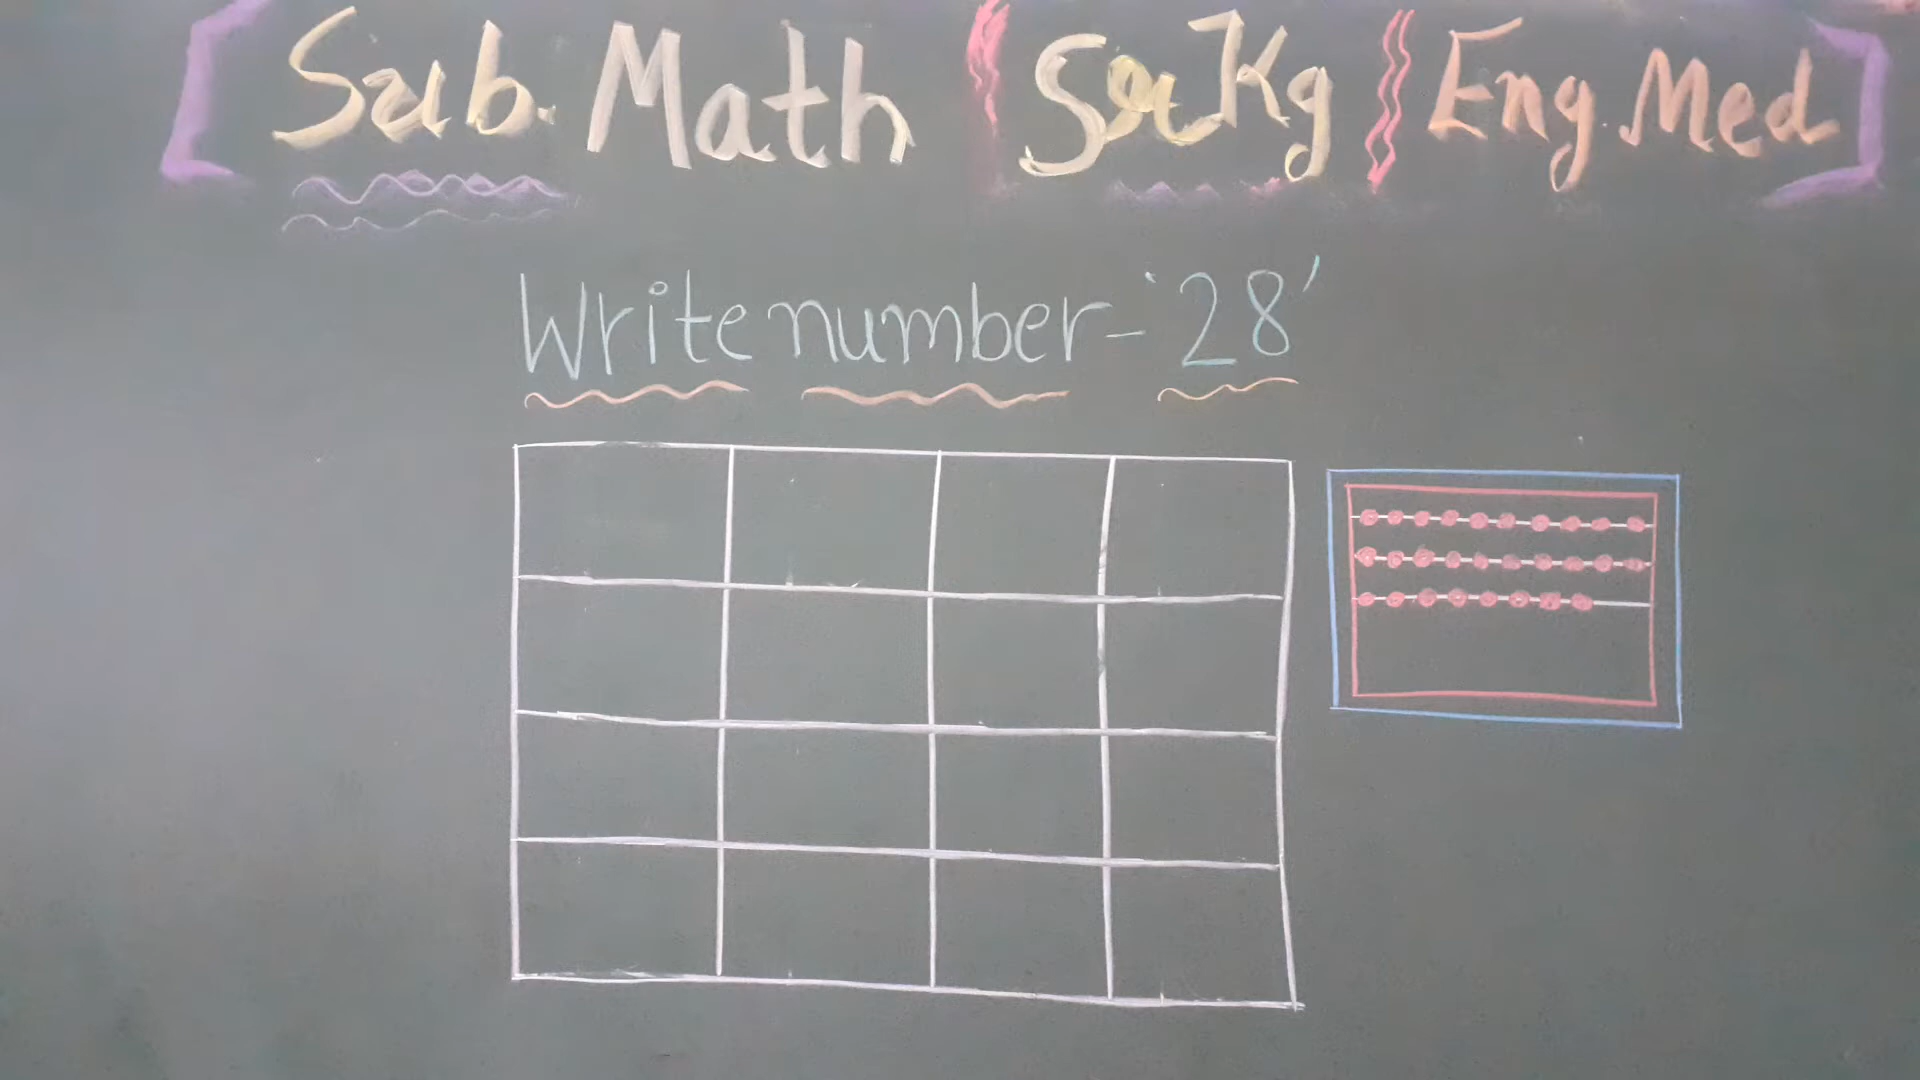 [Sub. Math | Sr Kg | Eng. Med]
Write number - '28'